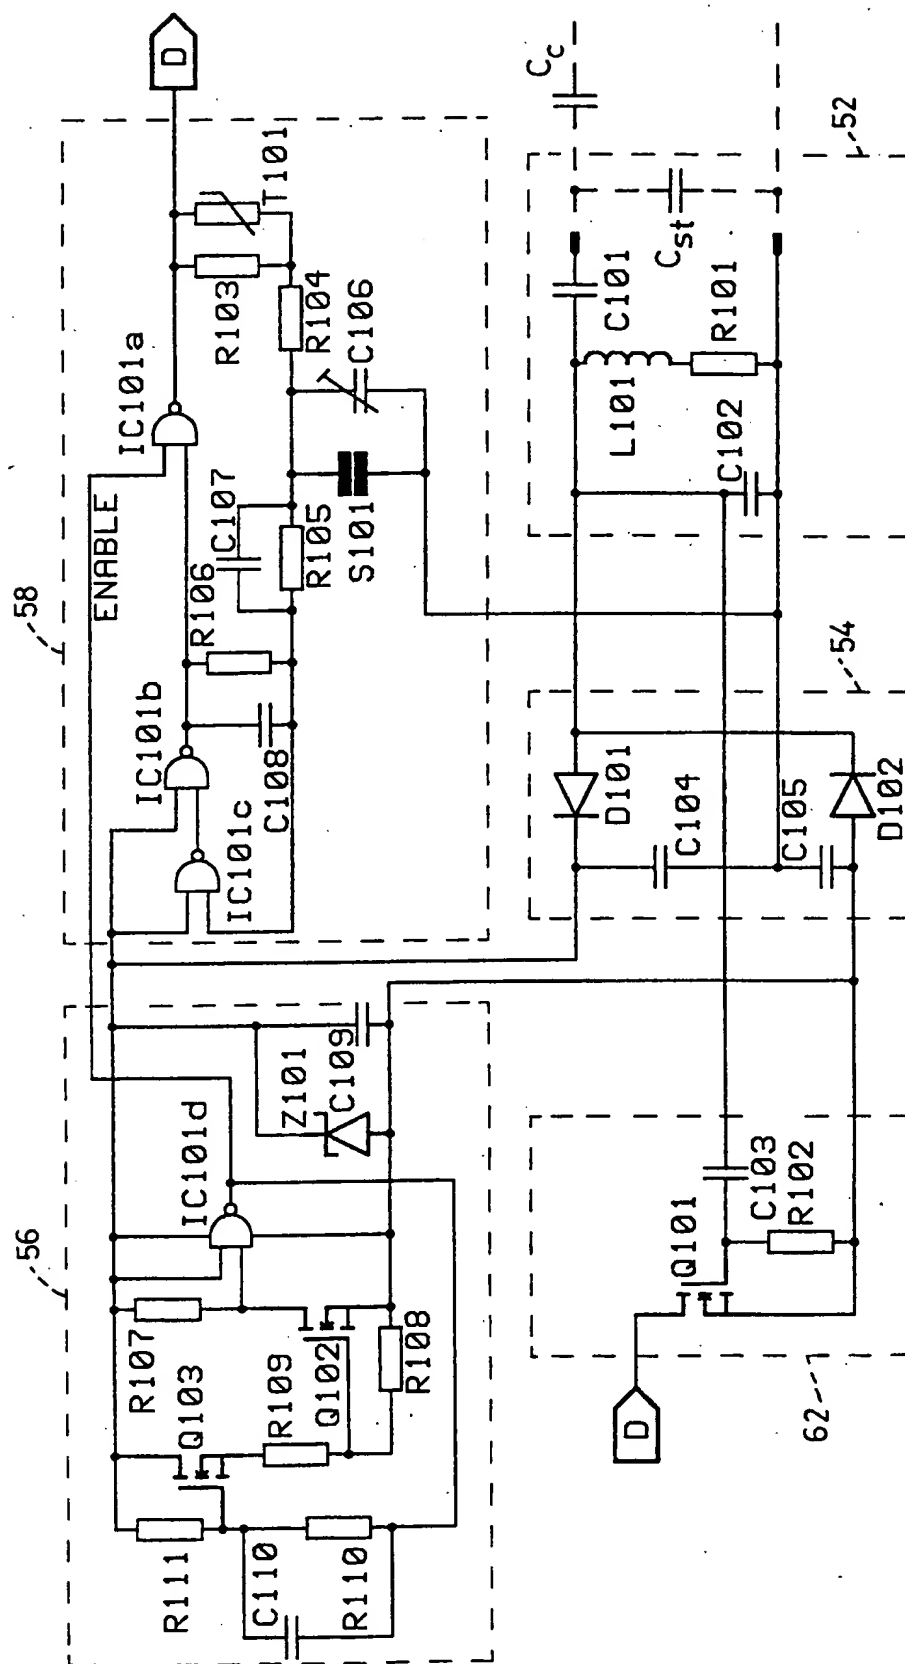 58
ENABLE
IC101a
D
R103
T101
R104
C106
IC101b
R106
C107
R105
S101
IC101c
C108
56
IC101d
Z101
C109
R107
Q103
R109
Q102
R108
R111
C110
R110
52
Cc
Cst
C101
R101
L101
C102
54
D101
C104
C105
D102
62
D
Q101
C103
R102